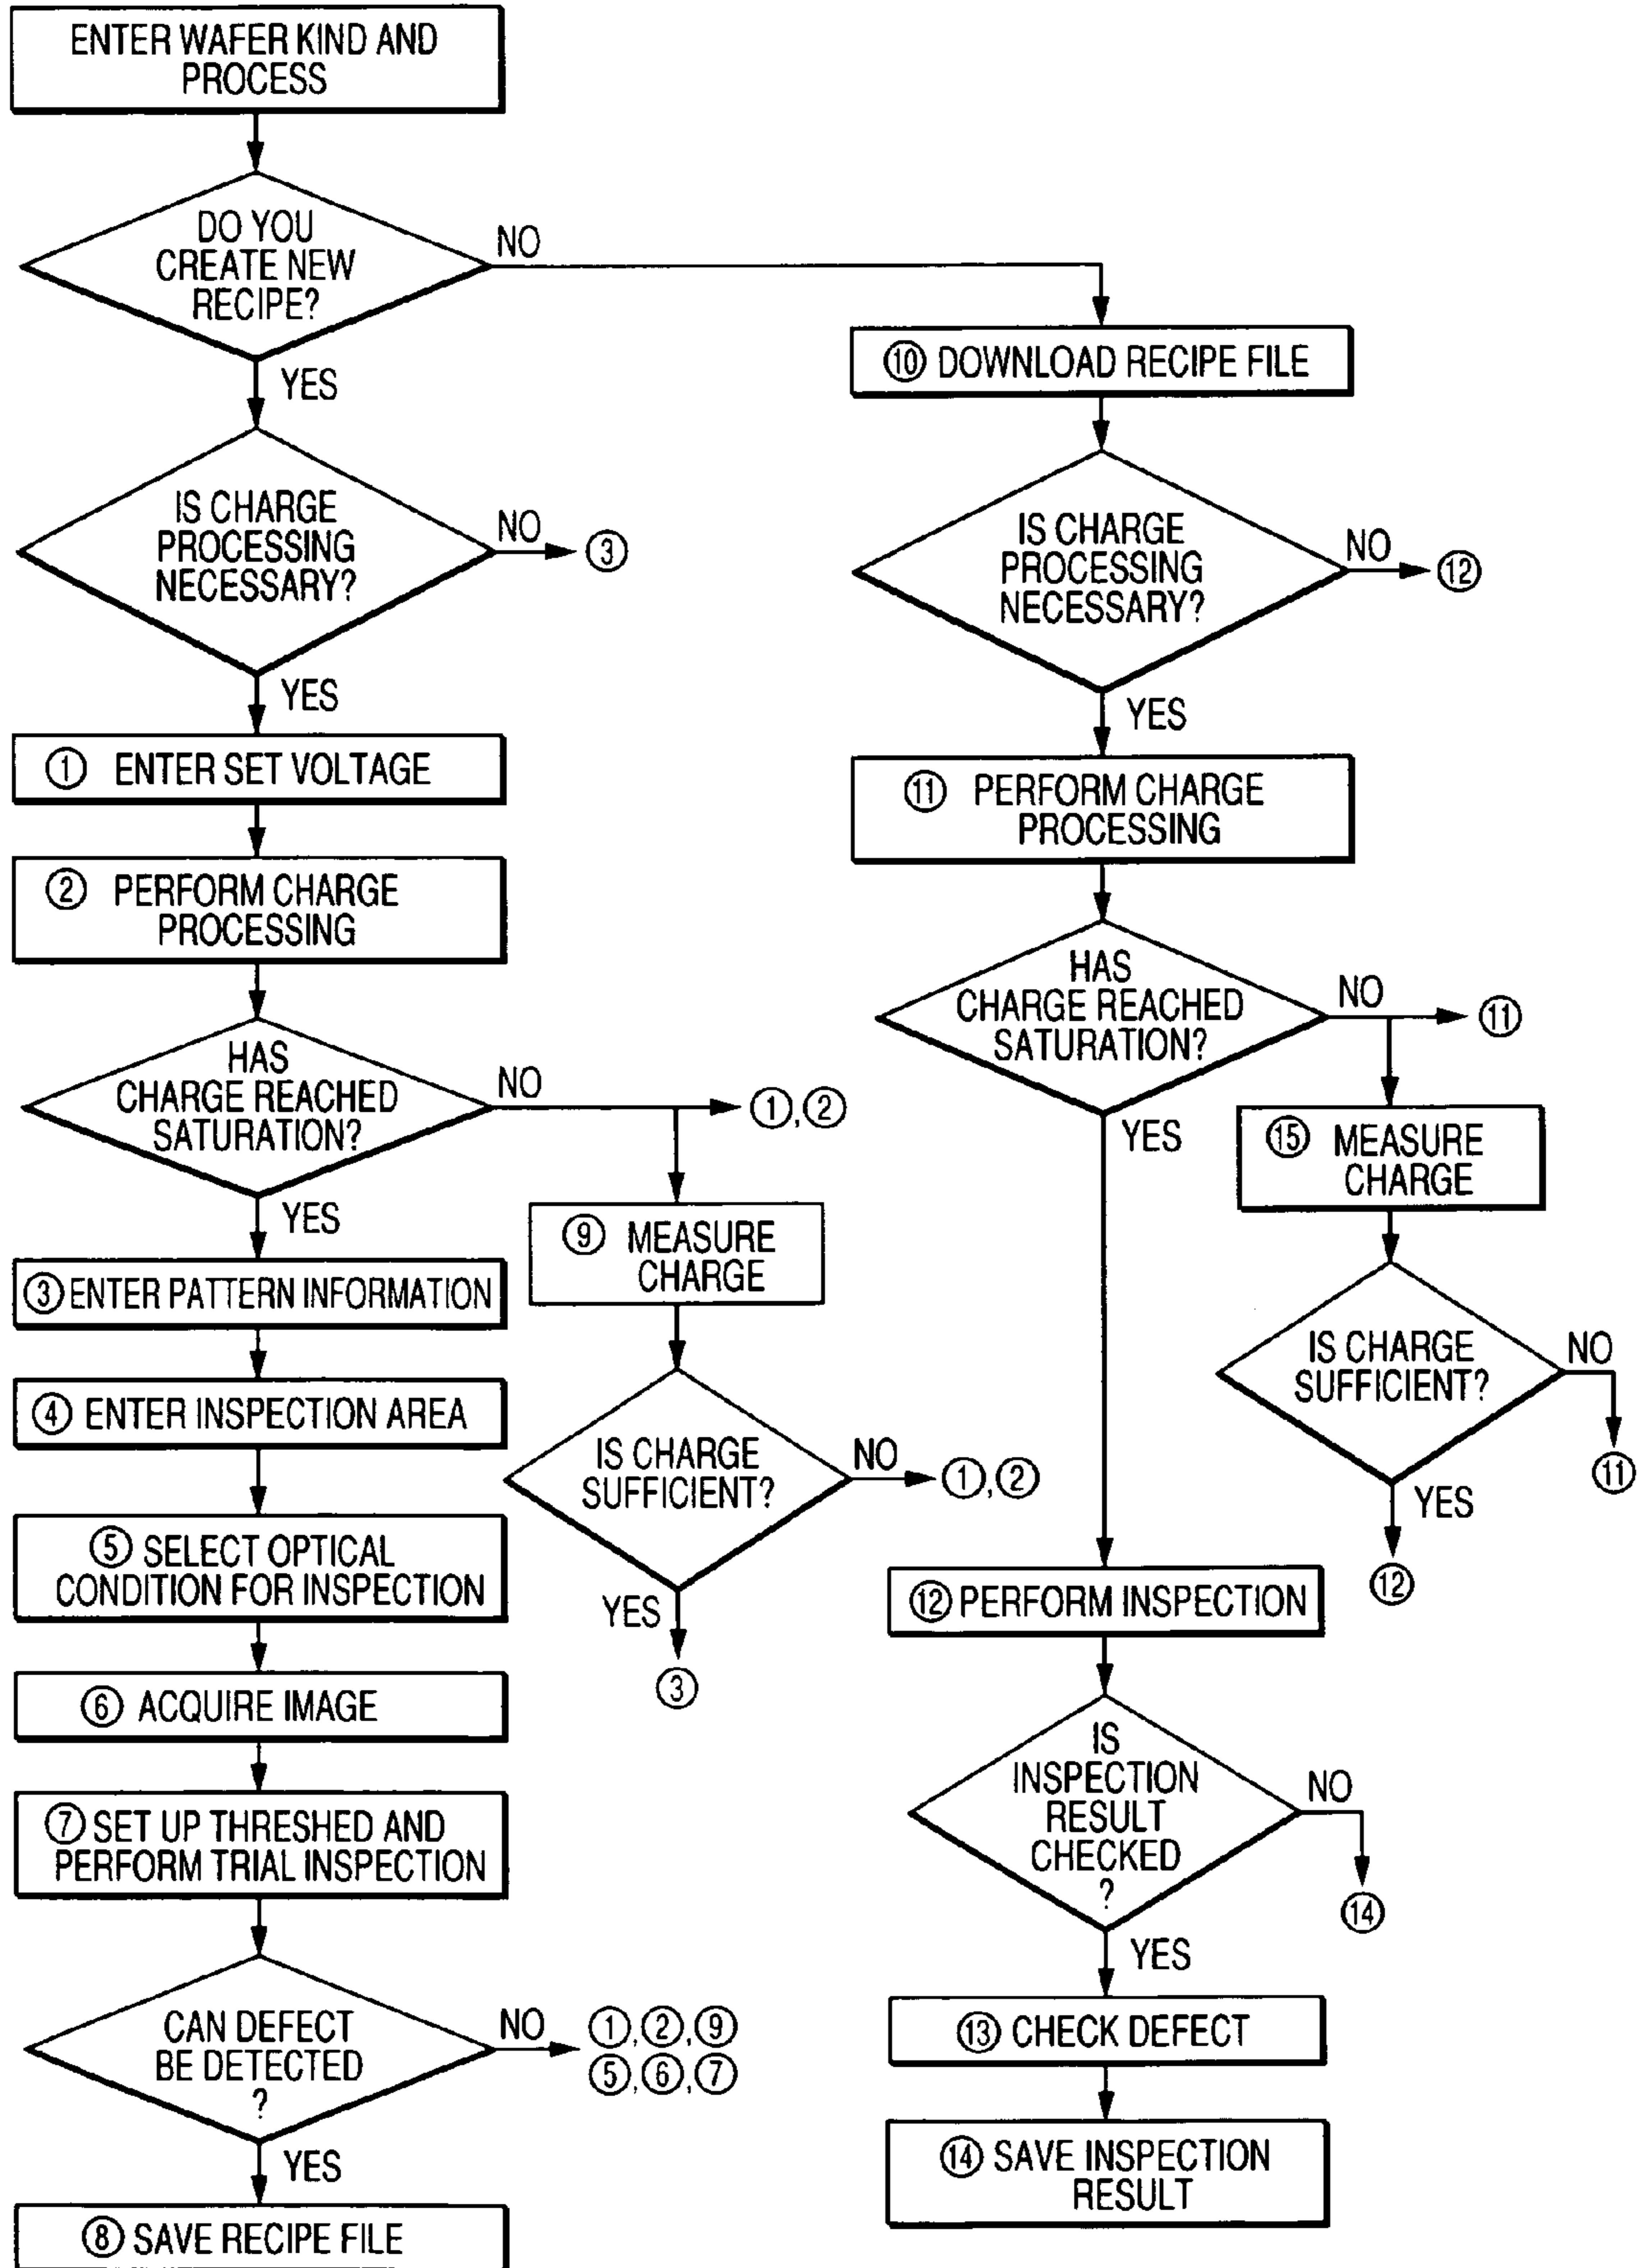 ENTER WAFER KIND AND
PROCESS
DO YOU
CREATE NEW
RECIPE?
NO
YES
IS CHARGE
PROCESSING
NECESSARY?
NO
③
YES
① ENTER SET VOLTAGE
② PERFORM CHARGE
PROCESSING
HAS
CHARGE REACHED
SATURATION?
NO
①,②
YES
⑨ MEASURE
CHARGE
IS CHARGE
SUFFICIENT?
NO
①,②
YES
③
③ ENTER PATTERN INFORMATION
④ ENTER INSPECTION AREA
⑤ SELECT OPTICAL
CONDITION FOR INSPECTION
⑥ ACQUIRE IMAGE
⑦ SET UP THRESHED AND
PERFORM TRIAL INSPECTION
CAN DEFECT
BE DETECTED
?
NO
①,②,⑨
⑤,⑥,⑦
YES
⑧ SAVE RECIPE FILE
⑩ DOWNLOAD RECIPE FILE
IS CHARGE
PROCESSING
NECESSARY?
NO
⑫
YES
⑪ PERFORM CHARGE
PROCESSING
HAS
CHARGE REACHED
SATURATION?
NO
⑪
YES
⑮ MEASURE
CHARGE
IS CHARGE
SUFFICIENT?
NO
⑪
YES
⑫
⑫ PERFORM INSPECTION
IS
INSPECTION
RESULT
CHECKED
?
NO
⑭
YES
⑬ CHECK DEFECT
⑭ SAVE INSPECTION
RESULT